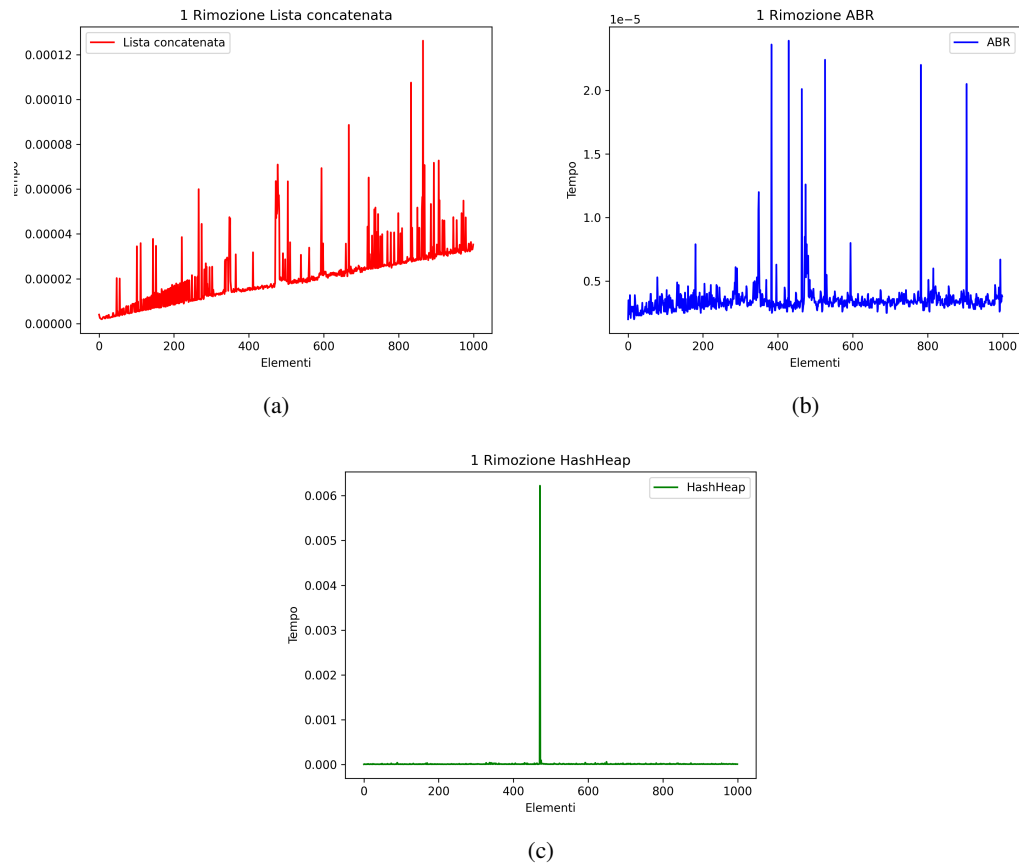 1 Rimozione Lista concatenata
Lista concatenata
0.00012
0.00010
0.00008
0.00006
0.00004
0.00002
0.00000
0 200 400 600 800 1000
Elementi
(a)
1 Rimozione ABR
1e−5
ABR
2.0
1.5
1.0
0.5
Tempo
0 200 400 600 800 1000
Elementi
(b)
1 Rimozione HashHeap
HashHeap
0.006
0.005
0.004
0.003
0.002
0.001
0.000
Tempo
0 200 400 600 800 1000
Elementi
(c)